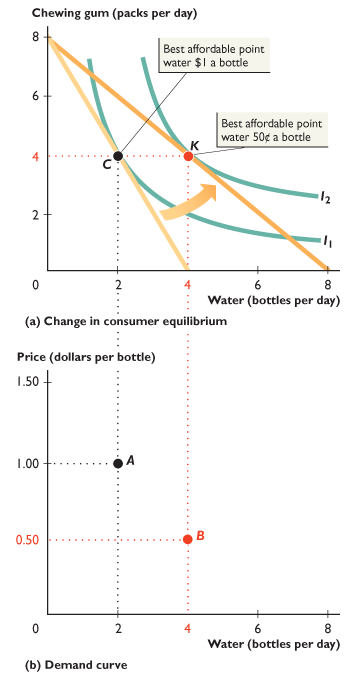 Chewing gum (packs per day)
8
Best affordable point
water $1 a bottle
6
Best affordable point
water 50¢ a bottle
4
C
K
I2
2
I1
0
2
4
6
8
Water (bottles per day)
(a) Change in consumer equilibrium
Price (dollars per bottle)
1.50
1.00
A
0.50
B
0
2
4
6
8
Water (bottles per day)
(b) Demand curve